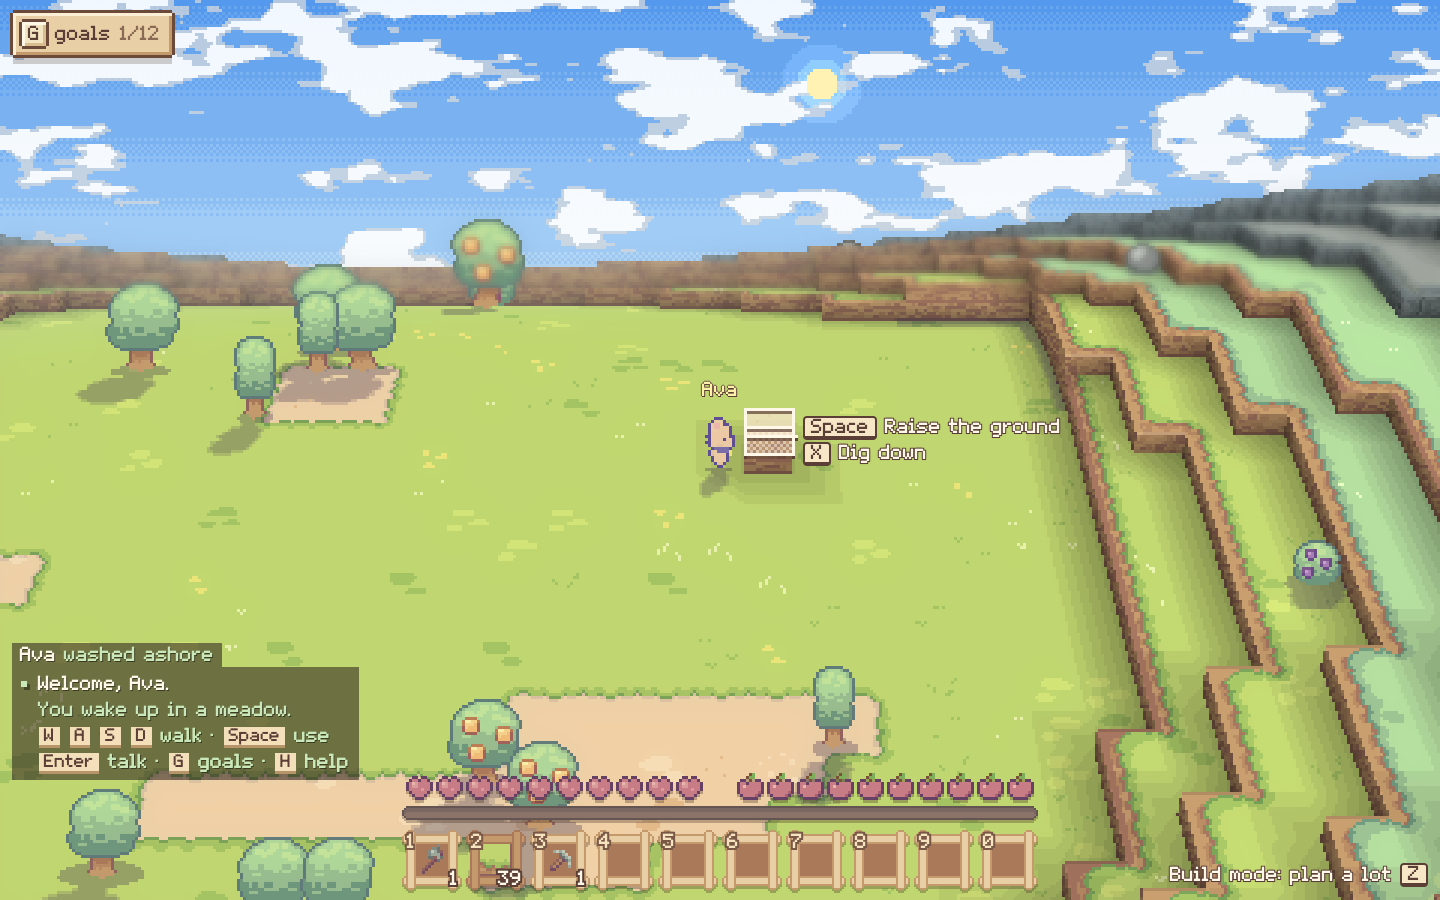 G goals 1/12
Ava
Space Raise the ground
X Dig down
Ava washed ashore
Welcome, Ava.
You wake up in a meadow.
W A S D walk · Space use
Enter talk · G goals · H help
1 2 3 4 5 6 7 8 9 0
1 39 1
Build mode: plan a lot Z